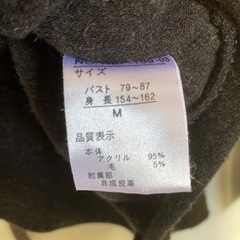 サイズ
バスト 79~87
身長 154~162
M
品質表示
本体
アクリル 95%
毛 5%
附属部
合成皮革